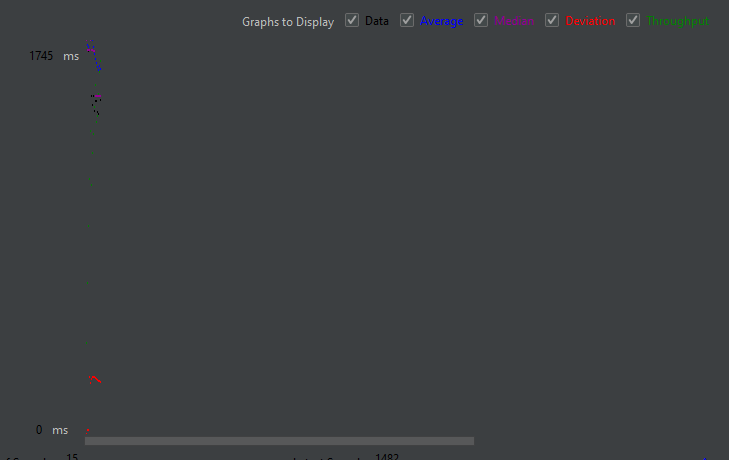 Graphs to Display Data Average Median Deviation Throughput
1745 ms
0 ms
15 1482